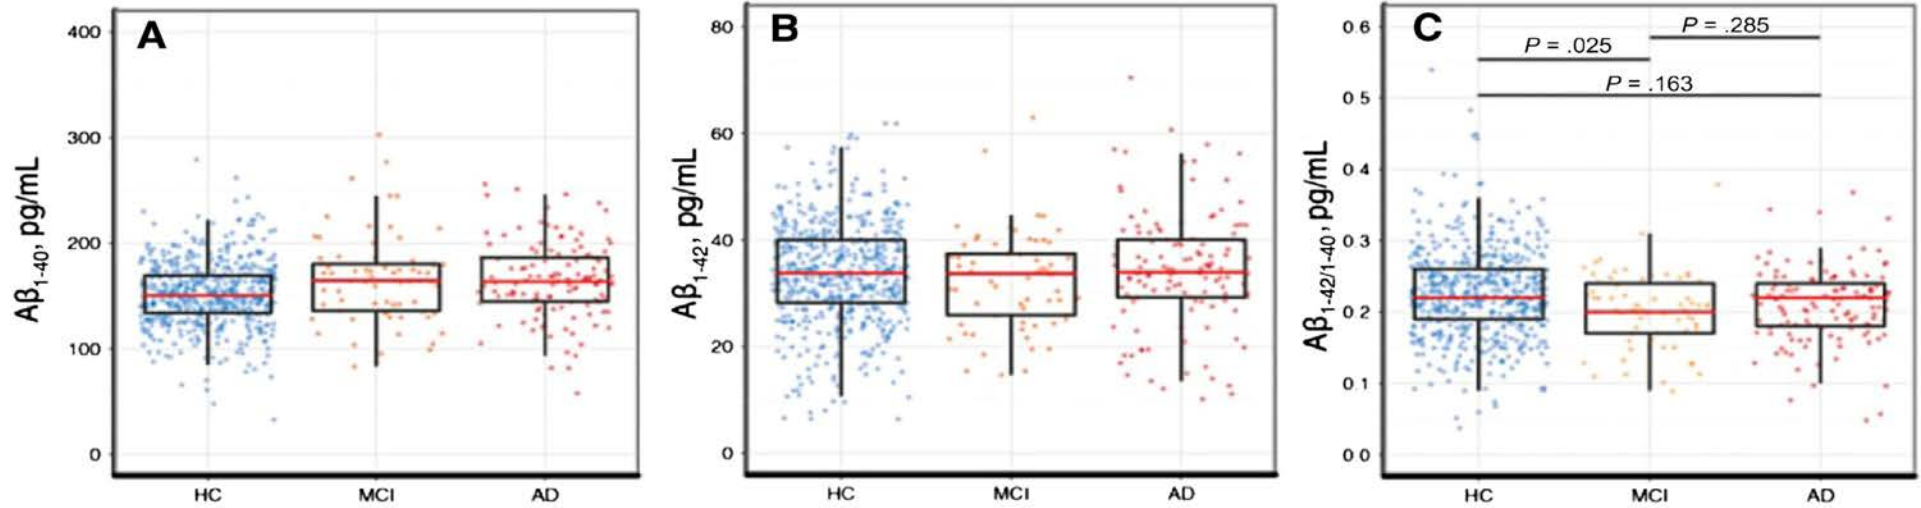 A
Aβ1-40, pg/mL
400
300
200
100
0
HC MCI AD
B
Aβ1-42, pg/mL
80
60
40
20
0
HC MCI AD
C
Aβ1-42/1-40, pg/mL
P = .285
P = .025
P = .163
0 6
0 5
0 4
0 3
0 2
0 1
0 0
HC MCI AD